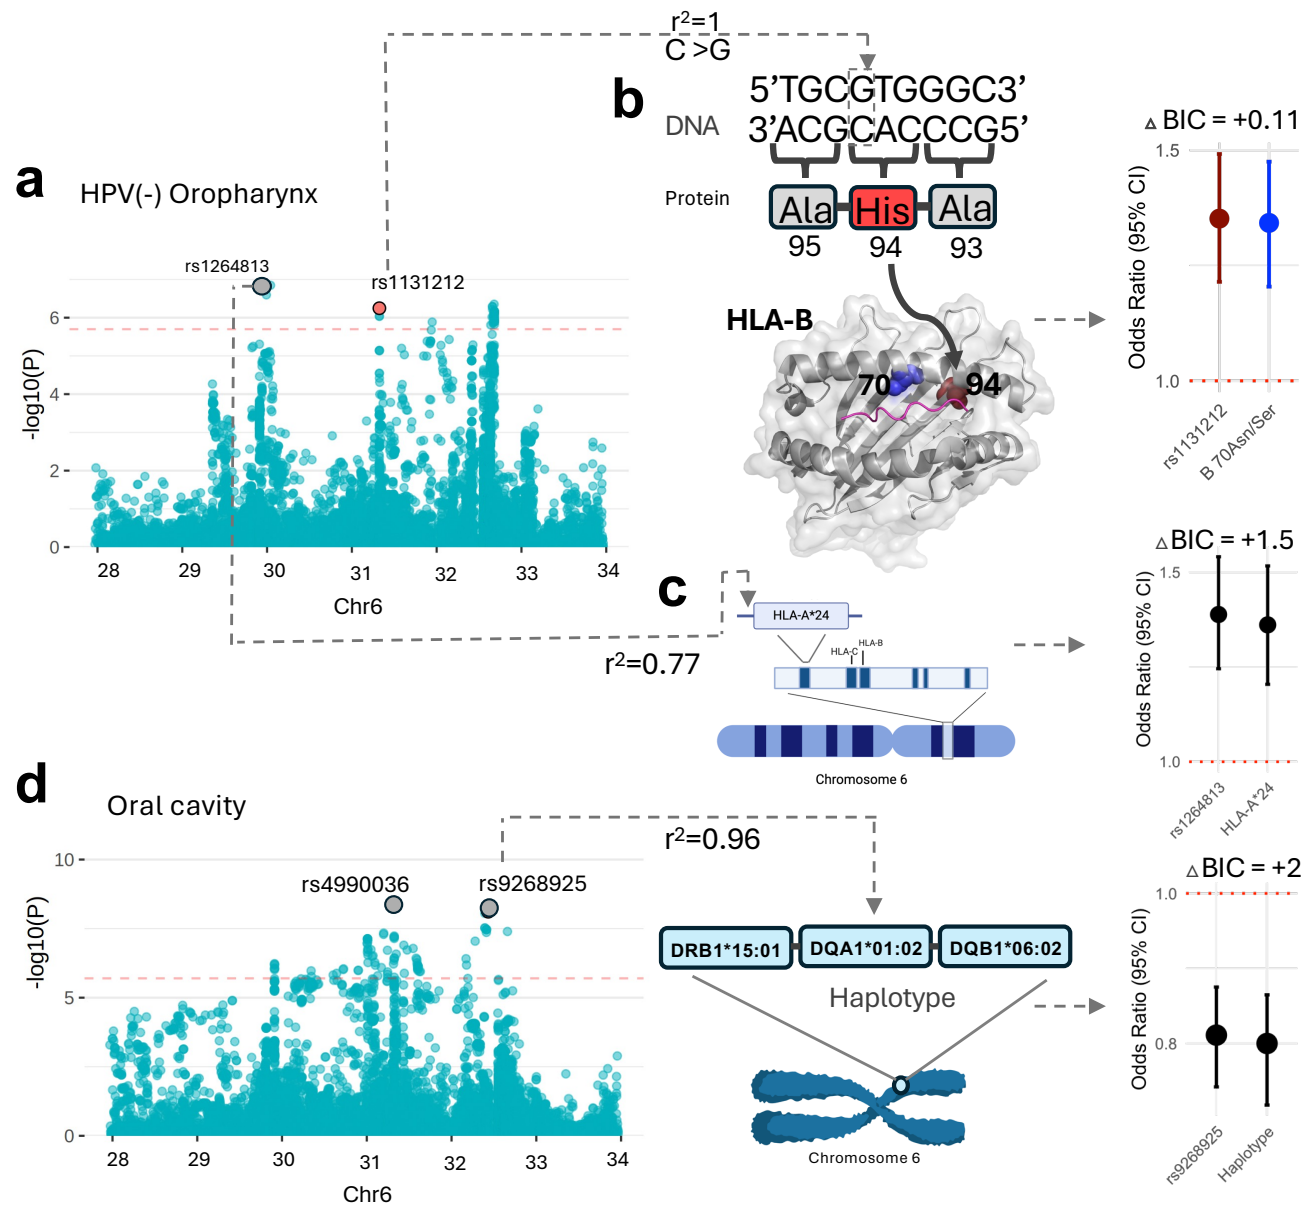 a
HPV(-) Oropharynx
rs1264813
rs1131212
-log10(P)
6
4
2
0
28 29 30 31 32 33 34
Chr6
r²=1
C >G
b
5’TGCGTGGGC3’
DNA
3’ACGCACCCG5’
Protein
Ala His Ala
95 94 93
HLA-B
70 94
△ BIC = +0.11
Odds Ratio (95% CI)
1.5
1.0
rs1131212
B 70Asn/Ser
r²=0.77
c
HLA-A*24
HLA-C
HLA-B
Chromosome 6
△BIC = +1.5
Odds Ratio (95% CI)
1.5
1.0
rs1264813
HLA-A*24
d
Oral cavity
rs4990036
rs9268925
-log10(P)
10
5
0
28 29 30 31 32 33 34
Chr6
r²=0.96
DRB1*15:01 DQA1*01:02 DQB1*06:02
Haplotype
Chromosome 6
△BIC = +2
Odds Ratio (95% CI)
1.0
0.8
rs9268925
Haplotype